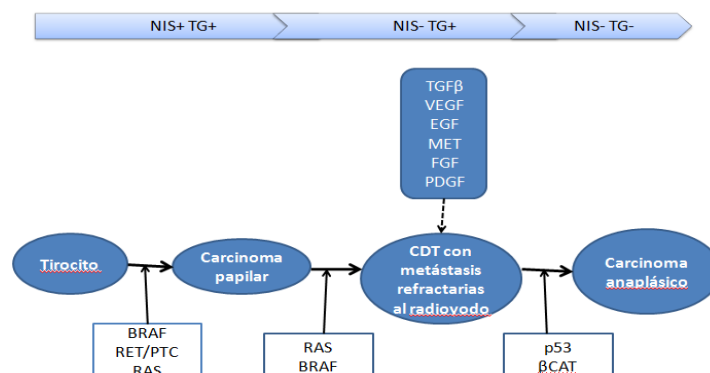 NIS+ TG+
NIS- TG+
NIS- TG-
TGFβ
VEGF
EGF
MET
FGF
PDGF
Tirocito
Carcinoma
papilar
CDT con
metástasis
refractarias
al radioyodo
Carcinoma
anaplásico
BRAF
RET/PTC
RAS
RAS
BRAF
p53
βCAT